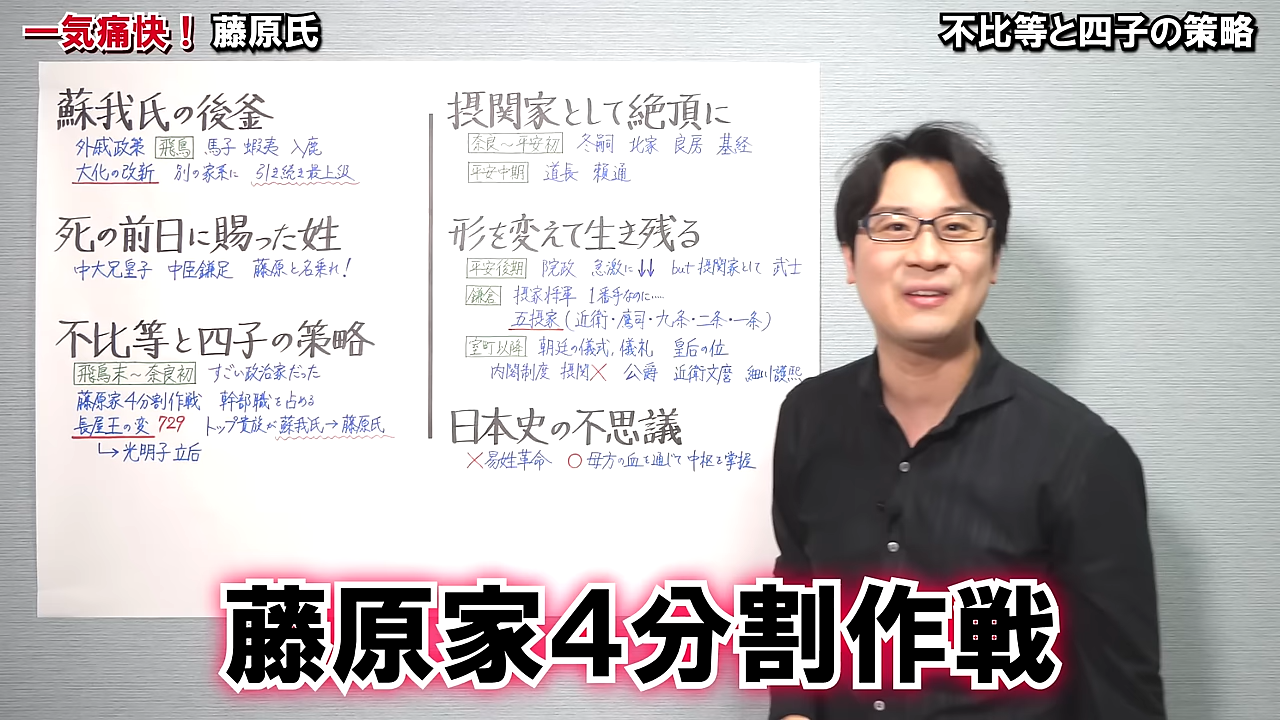 一気痛快！ 藤原氏
不比等と四子の策略
蘇我氏の後釜
外戚政策 飛鳥 馬子 蝦夷 入鹿
大化の改新 別の家系に 引き続き最上級
死の前日に賜った姓
中大兄皇子 中臣鎌足 藤原と名乗れ！
不比等と四子の策略
飛鳥末〜奈良初 すごい政治家だった
藤原家4分割作戦 幹部職を占める
長屋王の変 729 トップ貴族が蘇我氏→藤原氏
↳光明子立后
摂関家として絶頂に
奈良〜平安初 冬嗣 北家 良房 基経
平安中期 道長 頼通
形を変えて生き残る
平安後期 院政 急激に↓↓ but摂関家として 武士
鎌倉 摂家将軍 1番手なのに……
五摂家（近衛・鷹司・九条・二条・一条）
室町以降 朝廷の儀式、儀礼 皇后の位
内閣制度 摂関× 公爵 近衛文麿 細川護熙
日本史の不思議
×易姓革命 ○母方の血を通じて中枢を掌握
藤原家4分割作戦